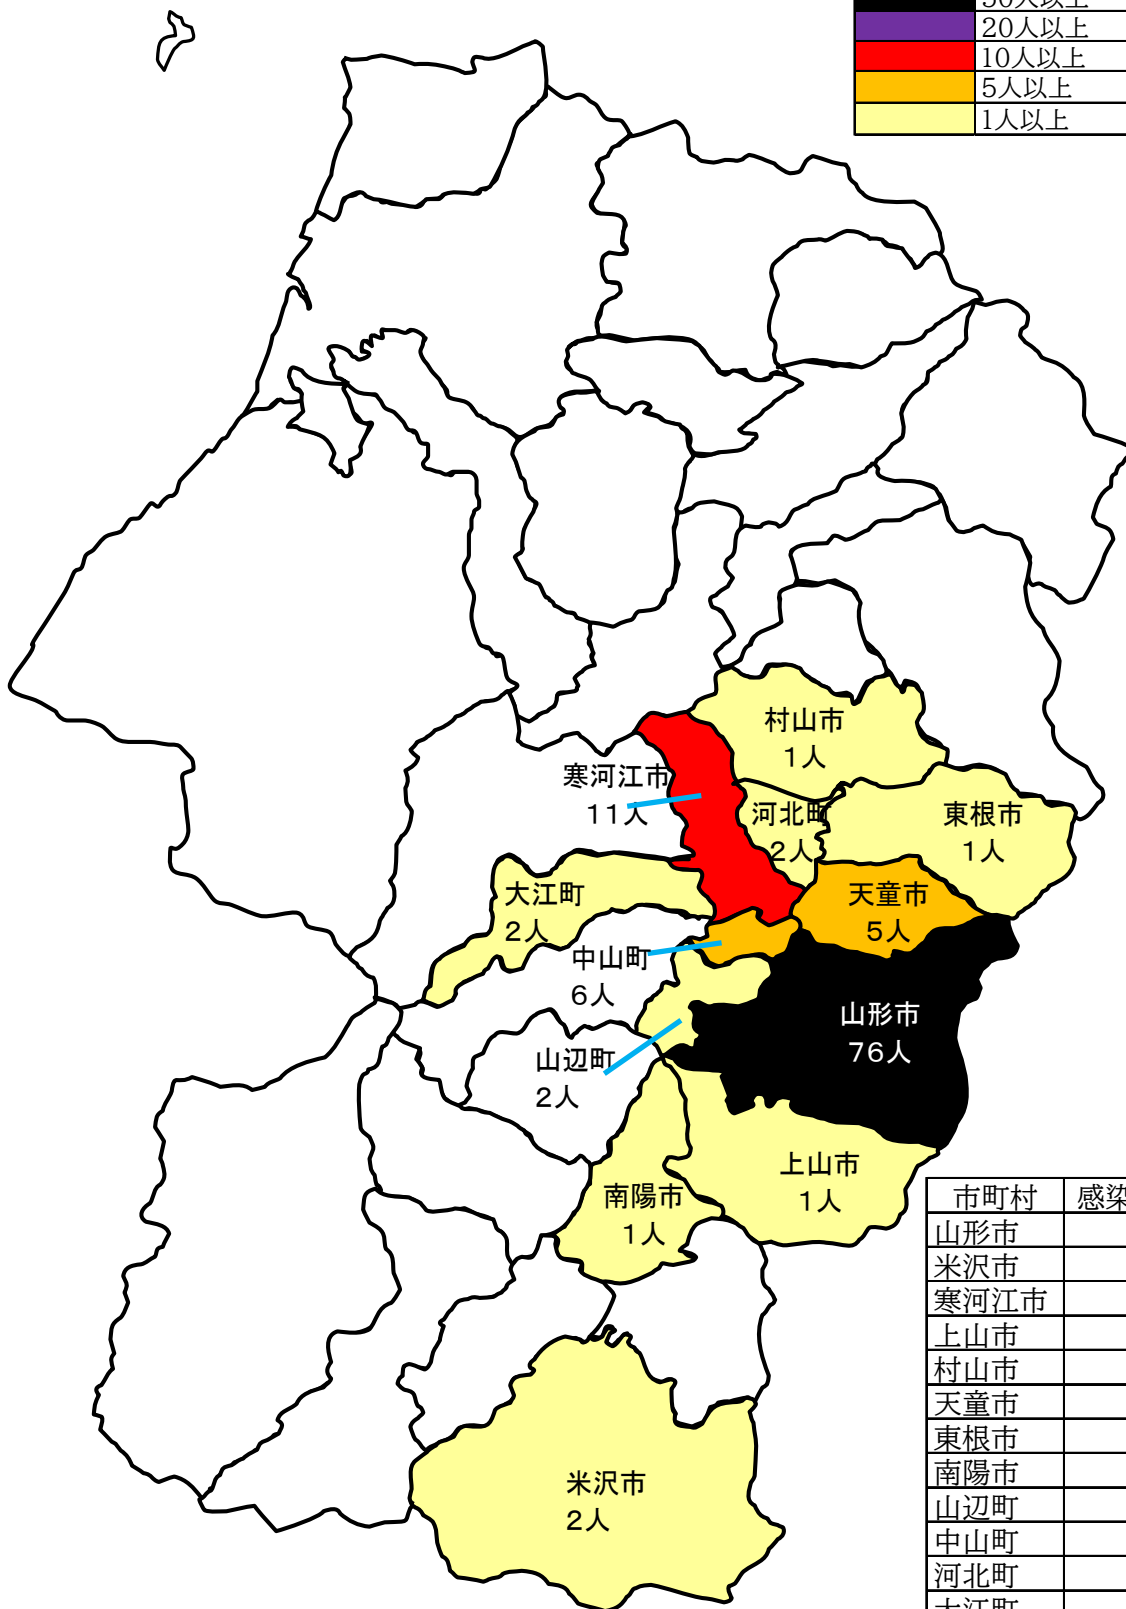 20人以上
10人以上
5人以上
1人以上
村山市
1人
寒河江市
11人
河北町
2人
東根市
1人
大江町
2人
天童市
5人
中山町
6人
山形市
76人
山辺町
2人
上山市
1人
南陽市
1人
米沢市
2人
市町村 感染
山形市
米沢市
寒河江市
上山市
村山市
天童市
東根市
南陽市
山辺町
中山町
河北町
大江町